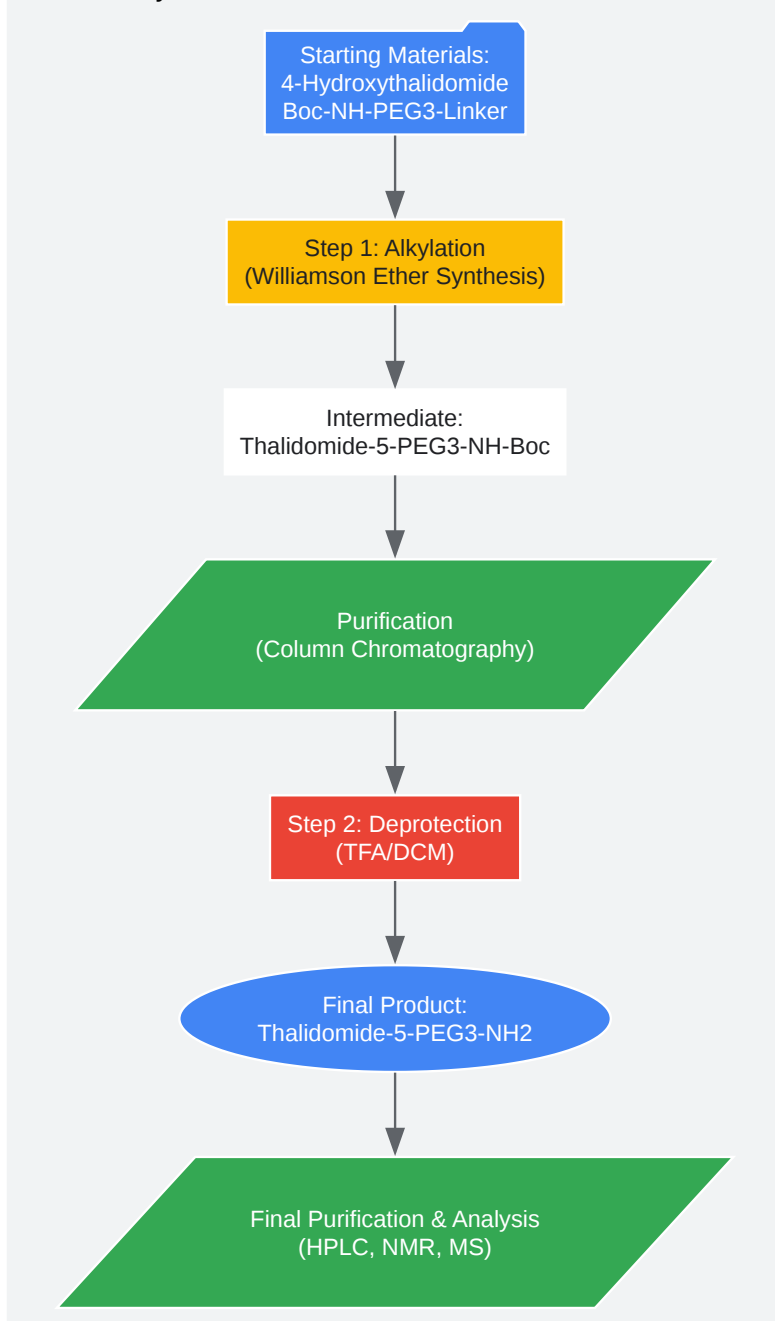 Starting Materials:
4-Hydroxythalidomide
Boc-NH-PEG3-Linker
Step 1: Alkylation
(Williamson Ether Synthesis)
Intermediate:
Thalidomide-5-PEG3-NH-Boc
Purification
(Column Chromatography)
Step 2: Deprotection
(TFA/DCM)
Final Product:
Thalidomide-5-PEG3-NH2
Final Purification & Analysis
(HPLC, NMR, MS)